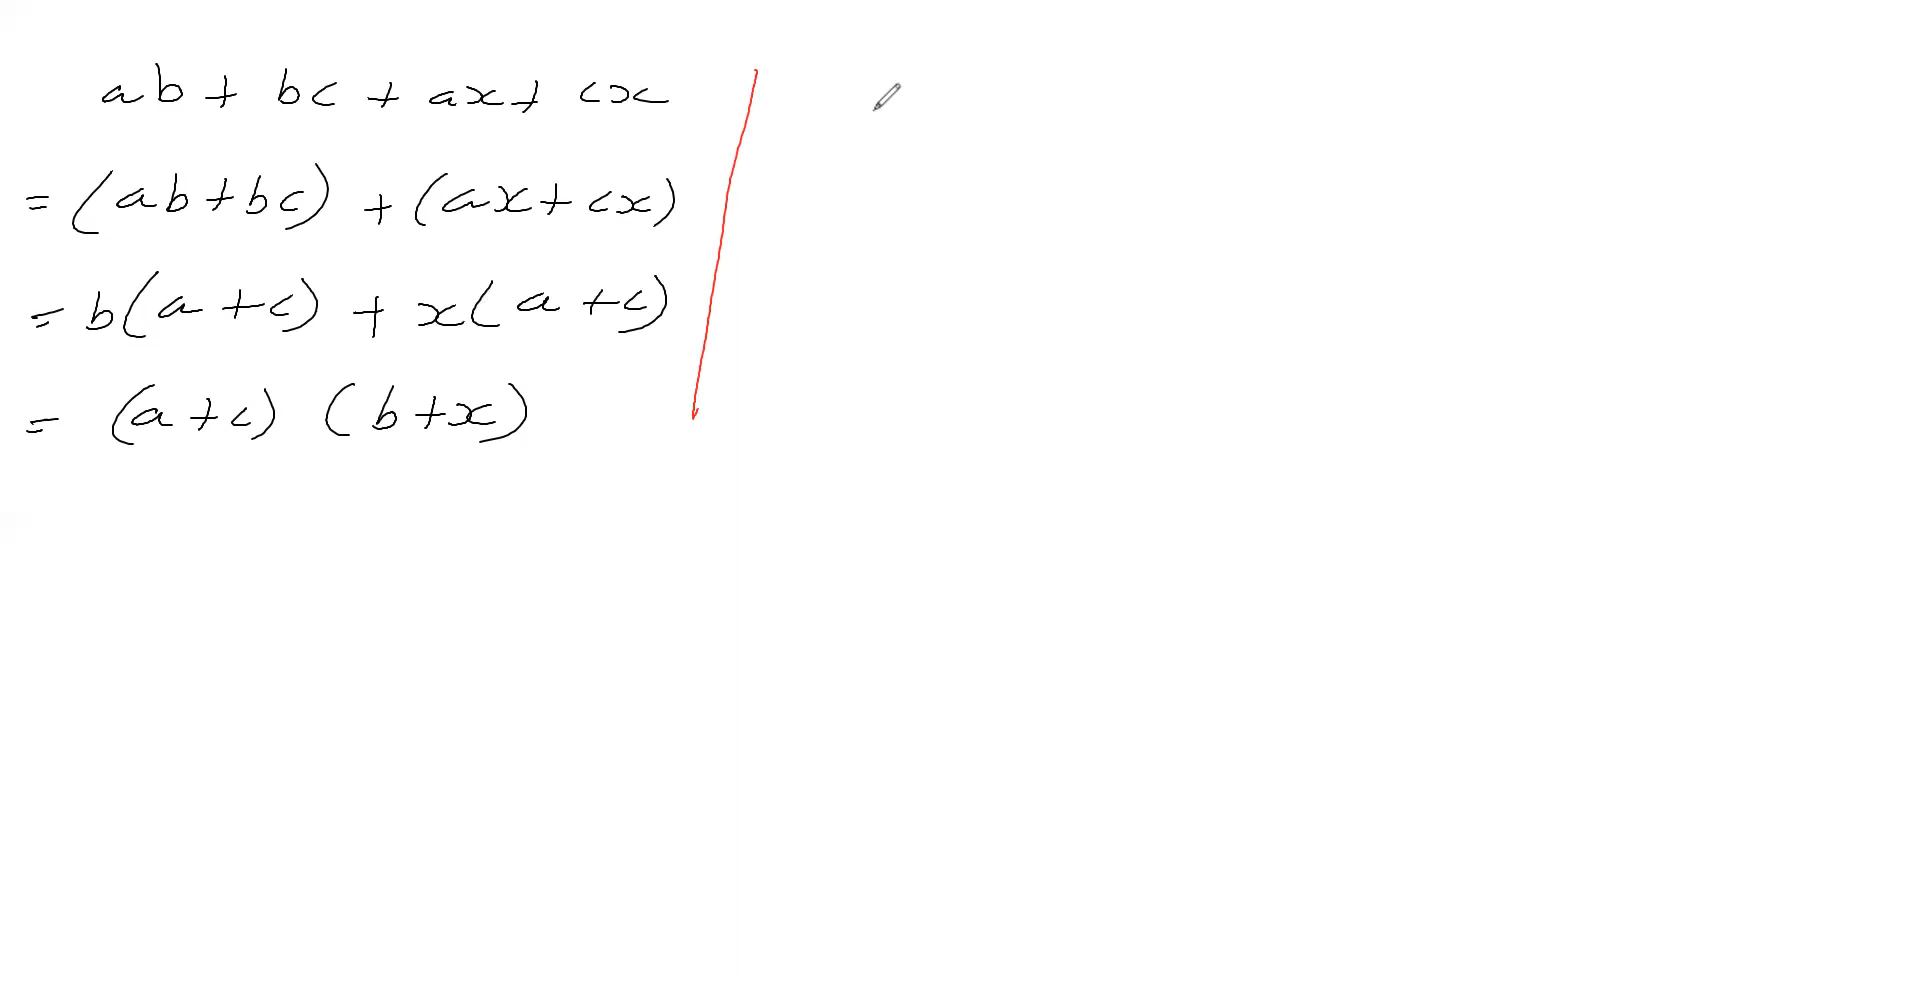 ab + bc + ax + cx
= (ab + bc) + (ax + cx)
= b(a + c) + x(a + c)
= (a + c) (b + x)